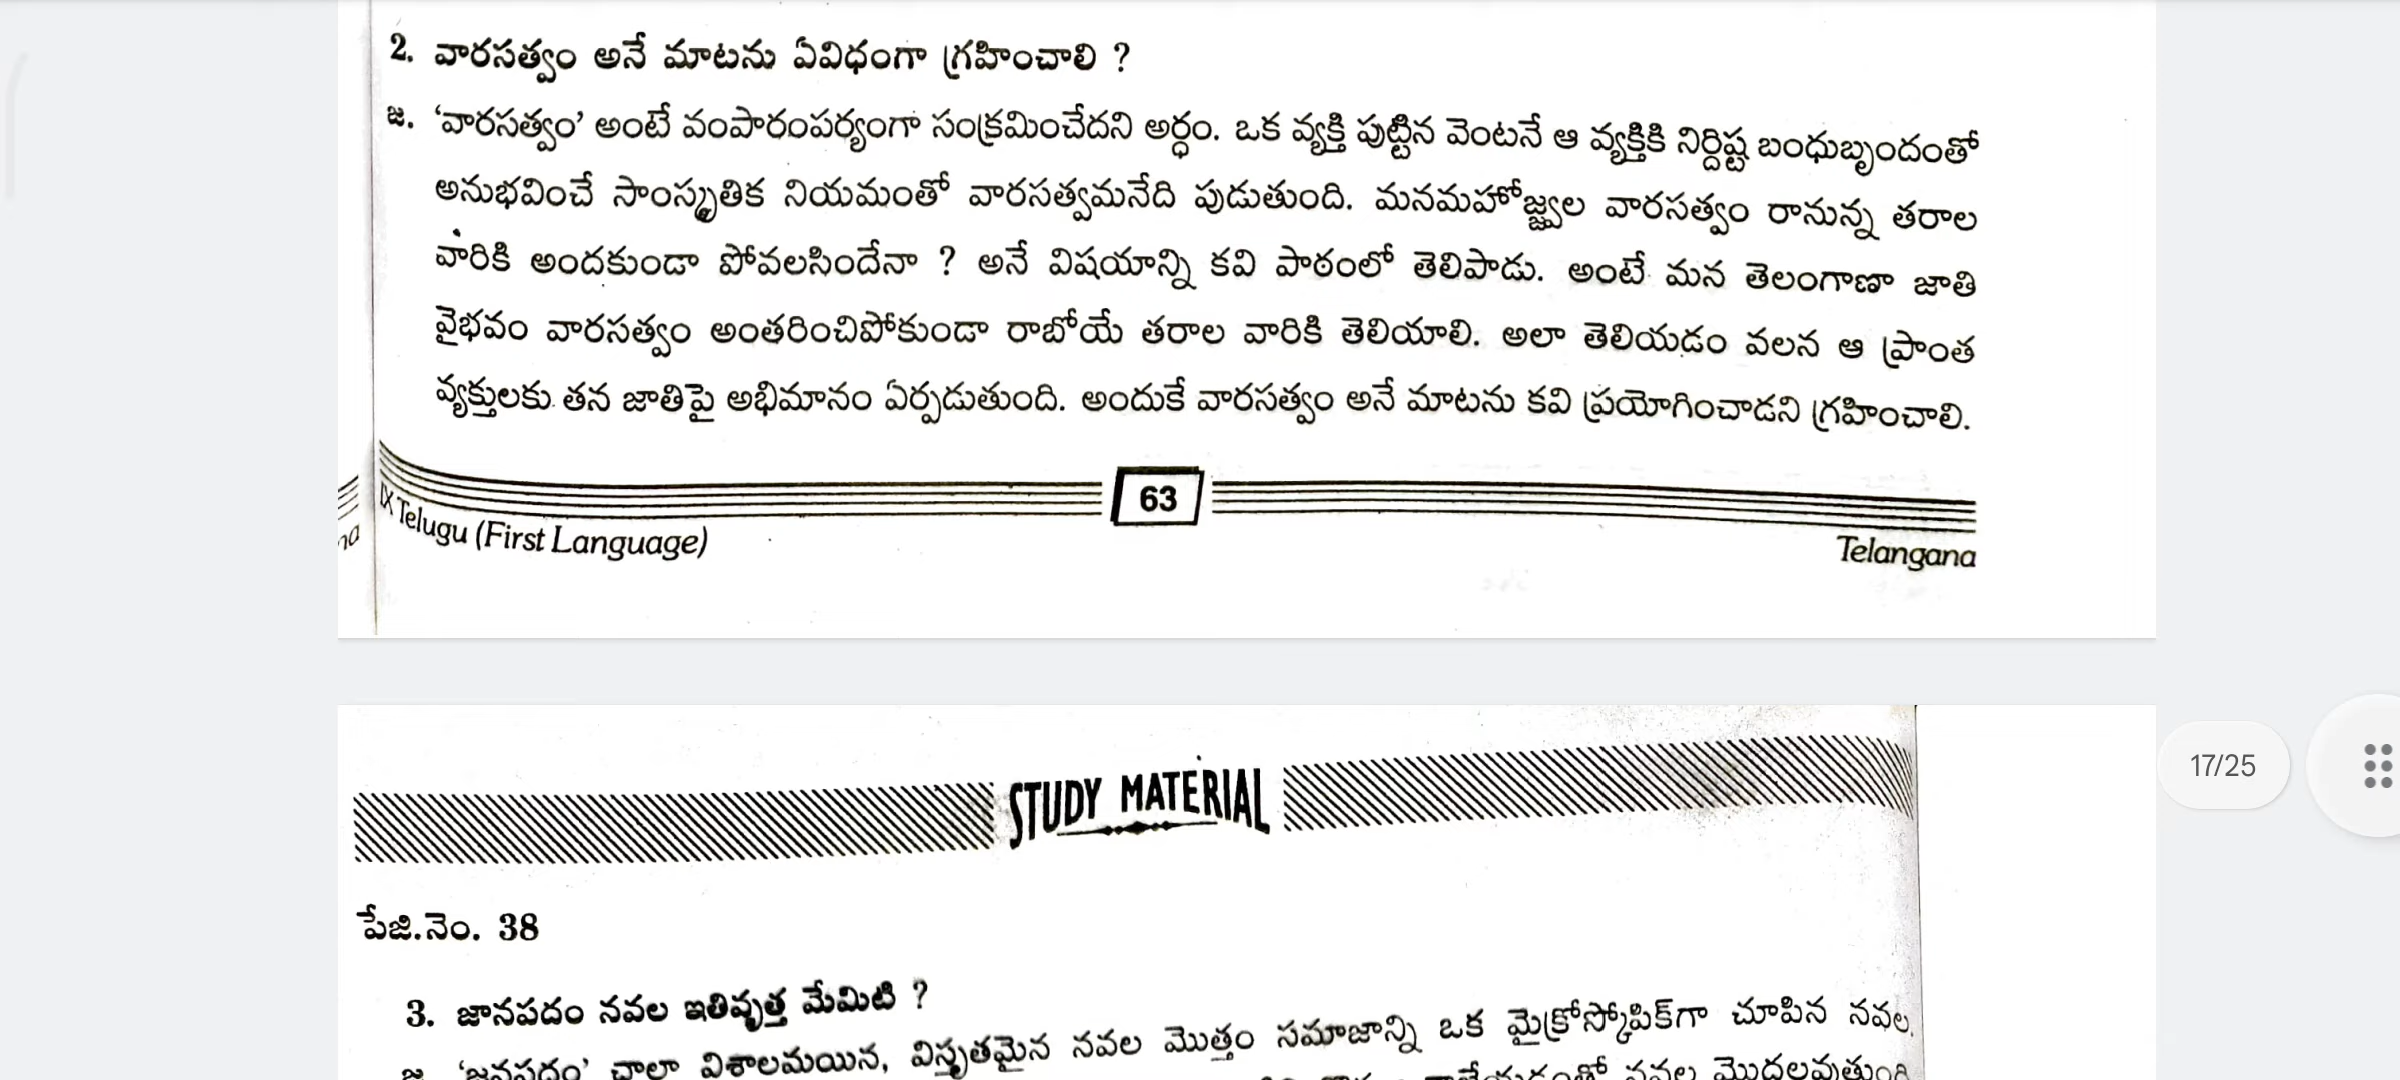 2. వారసత్వం అనే మాటను ఏవిధంగా గ్రహించాలి ?
జ. ‘వారసత్వం’ అంటే వంపారంపర్యంగా సంక్రమించేదని అర్ధం. ఒక వ్యక్తి పుట్టిన వెంటనే ఆ వ్యక్తికి నిర్దిష్ట బంధుబృందంతో
అనుభవించే సాంస్కృతిక నియమంతో వారసత్వమనేది పుడుతుంది. మనమహోజ్జ్వల వారసత్వం రానున్న తరాల
వారికి అందకుండా పోవలసిందేనా ? అనే విషయాన్ని కవి పాఠంలో తెలిపాడు. అంటే మన తెలంగాణా జాతి
వైభవం వారసత్వం అంతరించిపోకుండా రాబోయే తరాల వారికి తెలియాలి. అలా తెలియడం వలన ఆ ప్రాంత
వ్యక్తులకు తన జాతిపై అభిమానం ఏర్పడుతుంది. అందుకే వారసత్వం అనే మాటను కవి ప్రయోగించాడని గ్రహించాలి.
63
IX Telugu (First Language)
Telangana
17/25
STUDY MATERIAL
పేజి.నెం. 38
3. జానపదం నవల ఇతివృత్త మేమిటి ?
జ. ‘జనపదం’ చాలా విశాలమయిన, విస్తృతమైన నవల మొత్తం సమాజాన్ని ఒక మైక్రోస్కోపిక్‌గా చూపిన నవల.
నవల మొదలవుతుంది